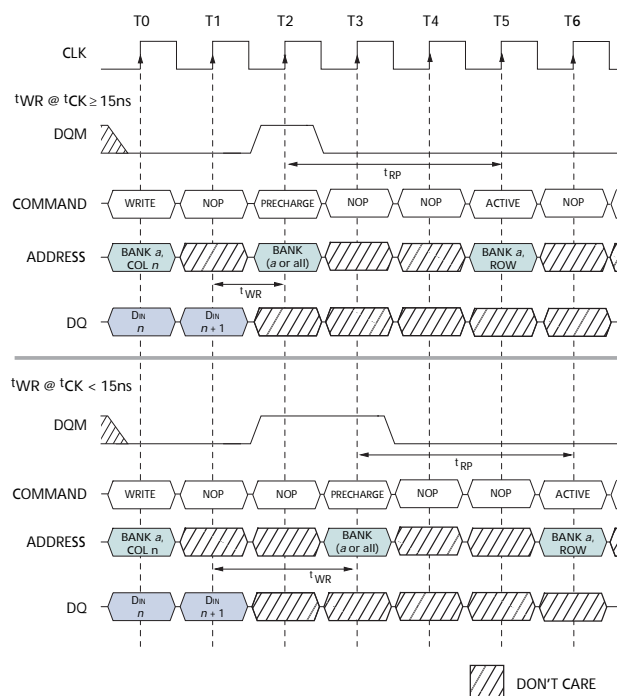 T0 T1 T2 T3 T4 T5 T6
CLK
tWR @ tCK ≥ 15ns
DQM
tRP
COMMAND WRITE NOP PRECHARGE NOP NOP ACTIVE NOP
ADDRESS BANK a, COL n BANK (a or all) BANK a, ROW
tWR
DQ DIN n DIN n + 1
tWR @ tCK < 15ns
DQM
tRP
COMMAND WRITE NOP NOP PRECHARGE NOP NOP ACTIVE
ADDRESS BANK a, COL n BANK (a or all) BANK a, ROW
tWR
DQ DIN n DIN n + 1
DON'T CARE